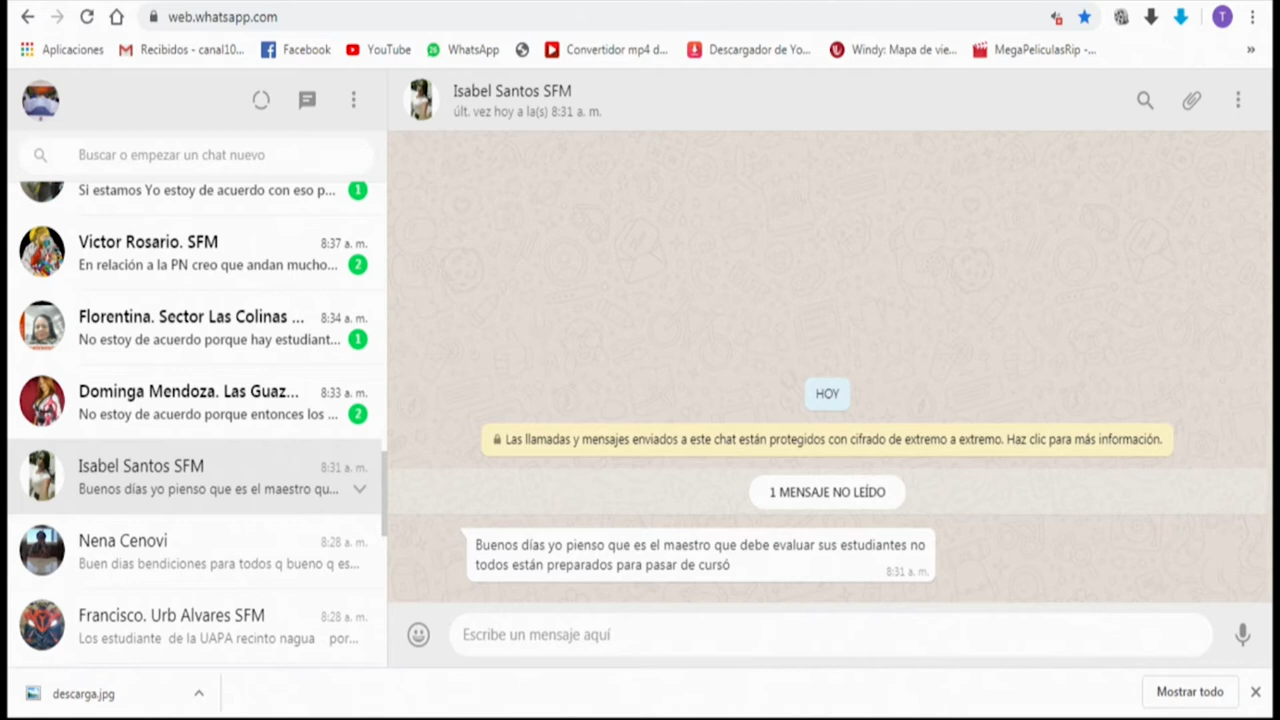 web.whatsapp.com
Aplicaciones
Recibidos - canal10...
Facebook
YouTube
WhatsApp
Convertidor mp4 d...
Descargador de Yo...
Windy: Mapa de vie...
MegaPeliculasRip -...
»
T
Isabel Santos SFM
últ. vez hoy a la(s) 8:31 a. m.
Buscar o empezar un chat nuevo
Si estamos Yo estoy de acuerdo con eso p... 1
Victor Rosario. SFM 8:37 a. m.
En relación a la PN creo que andan mucho... 2
Florentina. Sector Las Colinas ... 8:34 a. m.
No estoy de acuerdo porque hay estudiant... 1
Dominga Mendoza. Las Guaz... 8:33 a. m.
No estoy de acuerdo porque entonces los ... 2
Isabel Santos SFM 8:31 a. m.
Buenos días yo pienso que es el maestro qu...
Nena Cenovi 8:28 a. m.
Buen dias bendiciones para todos q bueno q es...
Francisco. Urb Alvares SFM 8:28 a. m.
Los estudiante de la UAPA recinto nagua por...
HOY
Las llamadas y mensajes enviados a este chat están protegidos con cifrado de extremo a extremo. Haz clic para más información.
1 MENSAJE NO LEÍDO
Buenos días yo pienso que es el maestro que debe evaluar sus estudiantes no
todos están preparados para pasar de cursó
8:31 a. m.
Escribe un mensaje aquí
descarga.jpg
Mostrar todo